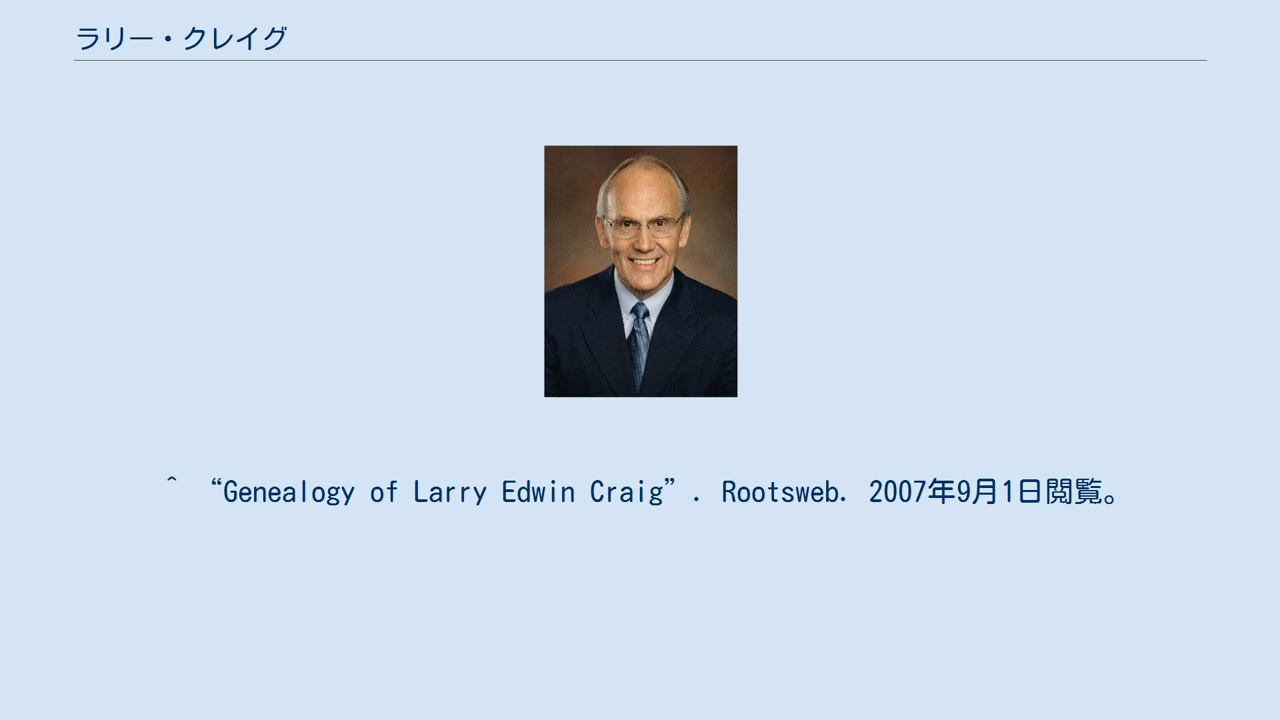 ラリー・クレイグ
^ “Genealogy of Larry Edwin Craig”. Rootsweb. 2007年9月1日閲覧。